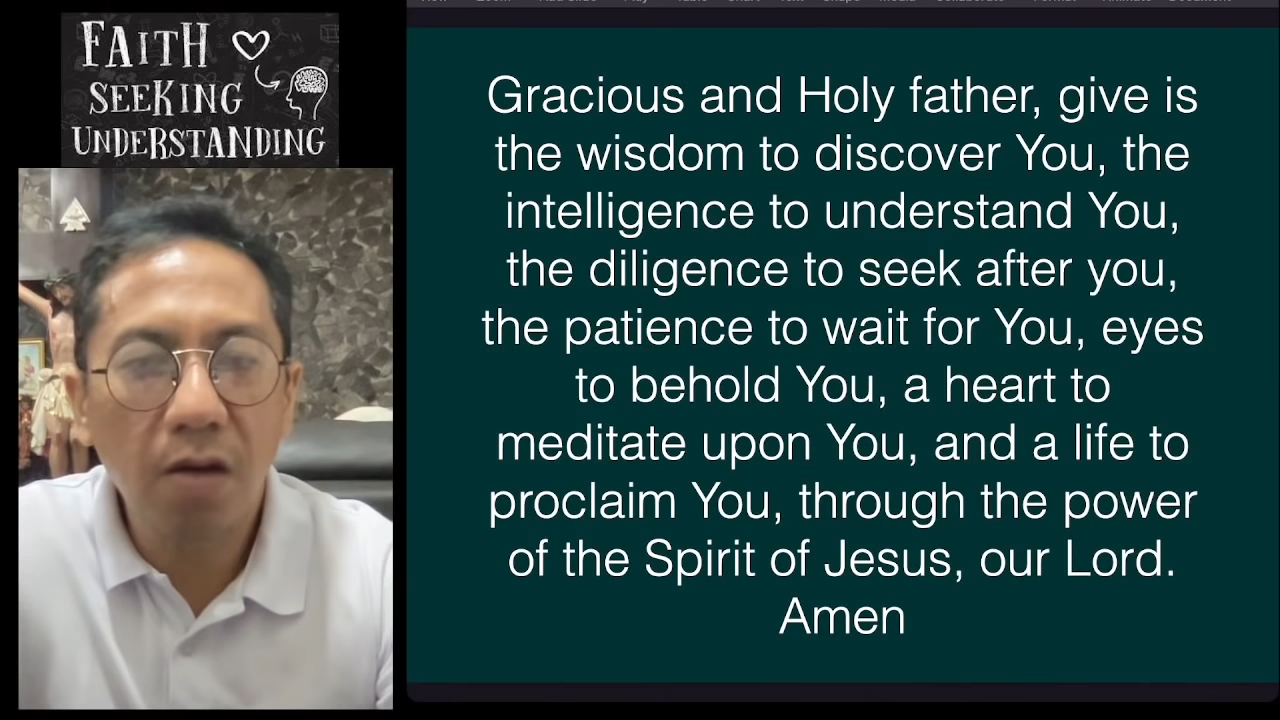 FAITH
SEEKING
UNDERSTANDING
Gracious and Holy father, give is
the wisdom to discover You, the
intelligence to understand You,
the diligence to seek after you,
the patience to wait for You, eyes
to behold You, a heart to
meditate upon You, and a life to
proclaim You, through the power
of the Spirit of Jesus, our Lord.
Amen